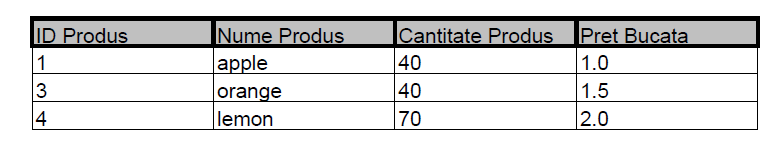 ID Produs Nume Produs Cantitate Produs Pret Bucata
1 apple 40 1.0
3 orange 40 1.5
4 lemon 70 2.0